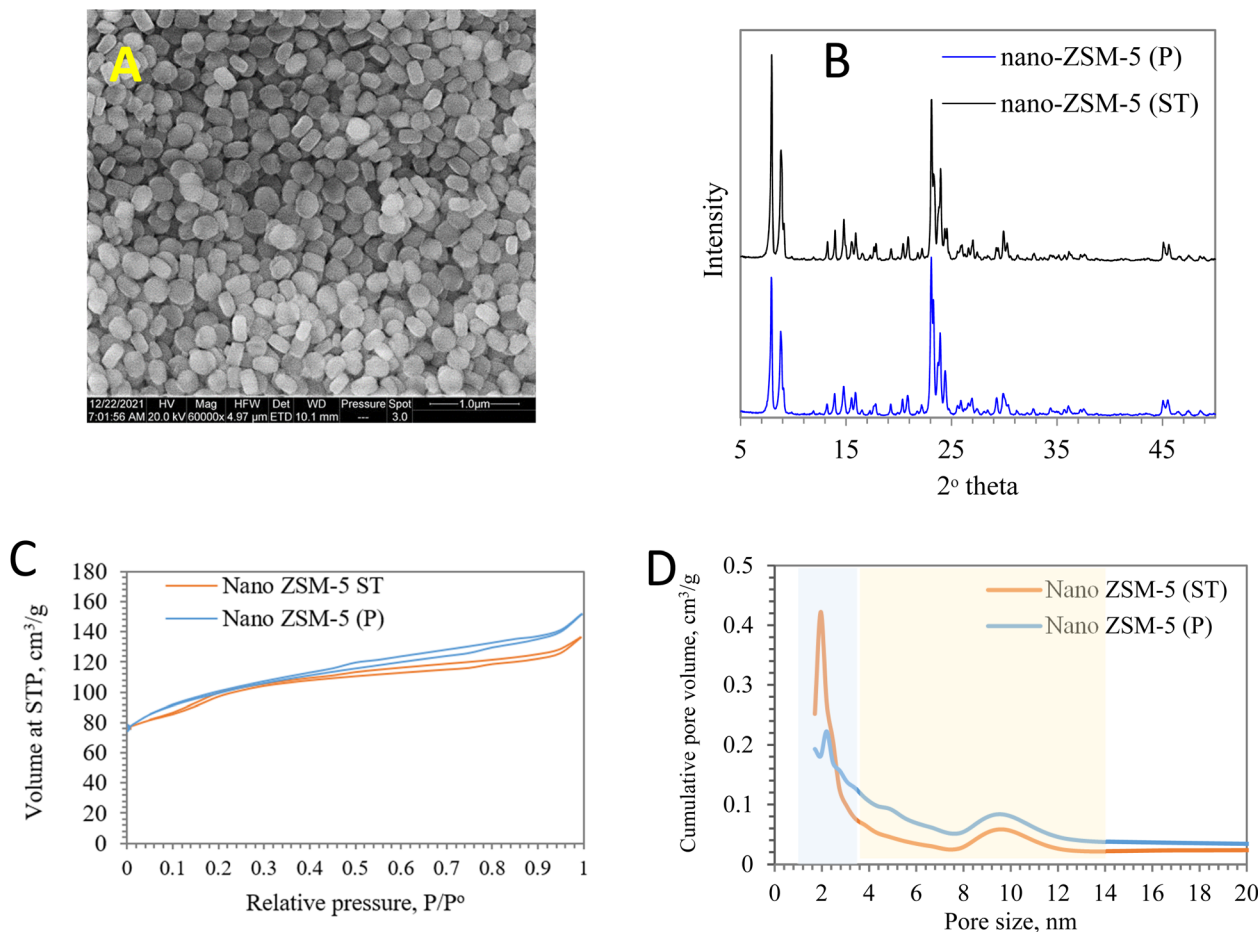 A
12/22/2021 HV Mag HFW Det WD Pressure Spot
7:01:56 AM 20.0 kV 60000x 4.97 µm ETD 10.1 mm --- 3.0
1.0µm
B
nano-ZSM-5 (P)
nano-ZSM-5 (ST)
Intensity
5 15 25 35 45
2º theta
C
Nano ZSM-5 ST
Nano ZSM-5 (P)
Volume at STP, cm³/g
180
160
140
120
100
80
60
40
20
0
0 0.1 0.2 0.3 0.4 0.5 0.6 0.7 0.8 0.9 1
Relative pressure, P/Pº
D
Nano ZSM-5 (ST)
Nano ZSM-5 (P)
Cumulative pore volume, cm³/g
0.5
0.4
0.3
0.2
0.1
0
0 2 4 6 8 10 12 14 16 18 20
Pore size, nm